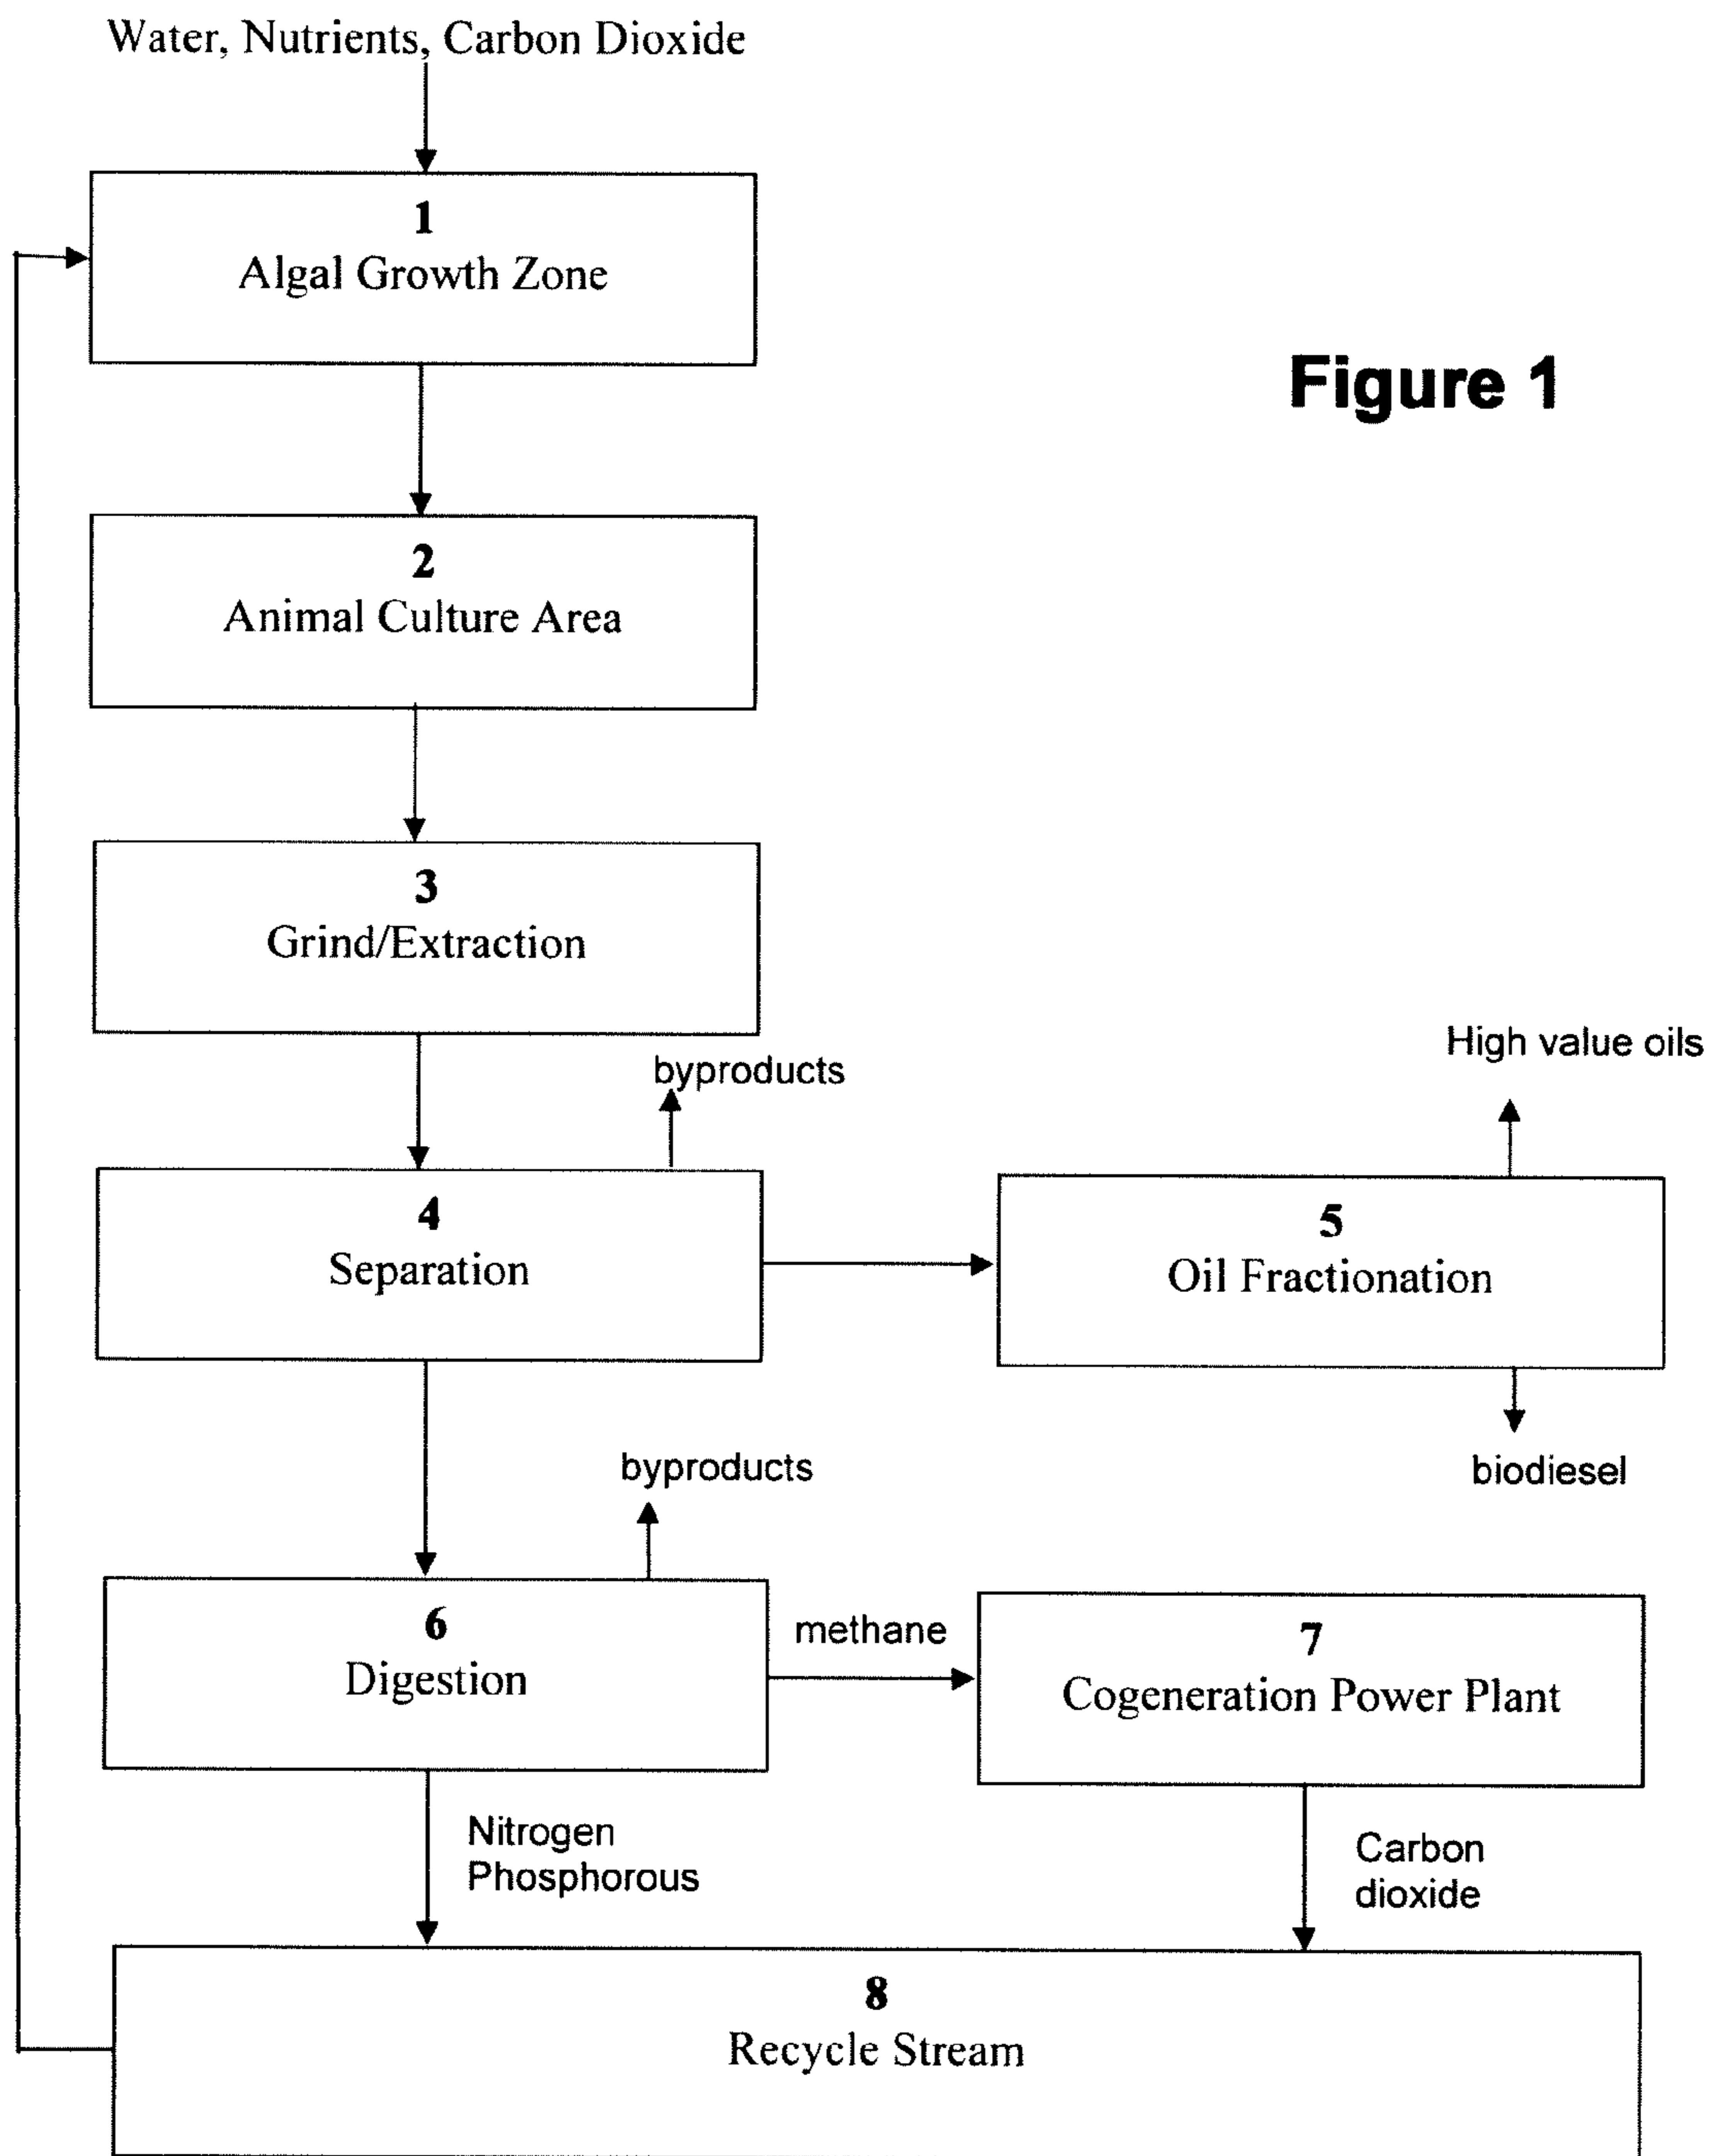 Water, Nutrients, Carbon Dioxide
1
Algal Growth Zone
Figure 1
2
Animal Culture Area
3
Grind/Extraction
byproducts
High value oils
4
Separation
5
Oil Fractionation
biodiesel
byproducts
6
Digestion
methane
7
Cogeneration Power Plant
Nitrogen
Phosphorous
Carbon
dioxide
8
Recycle Stream